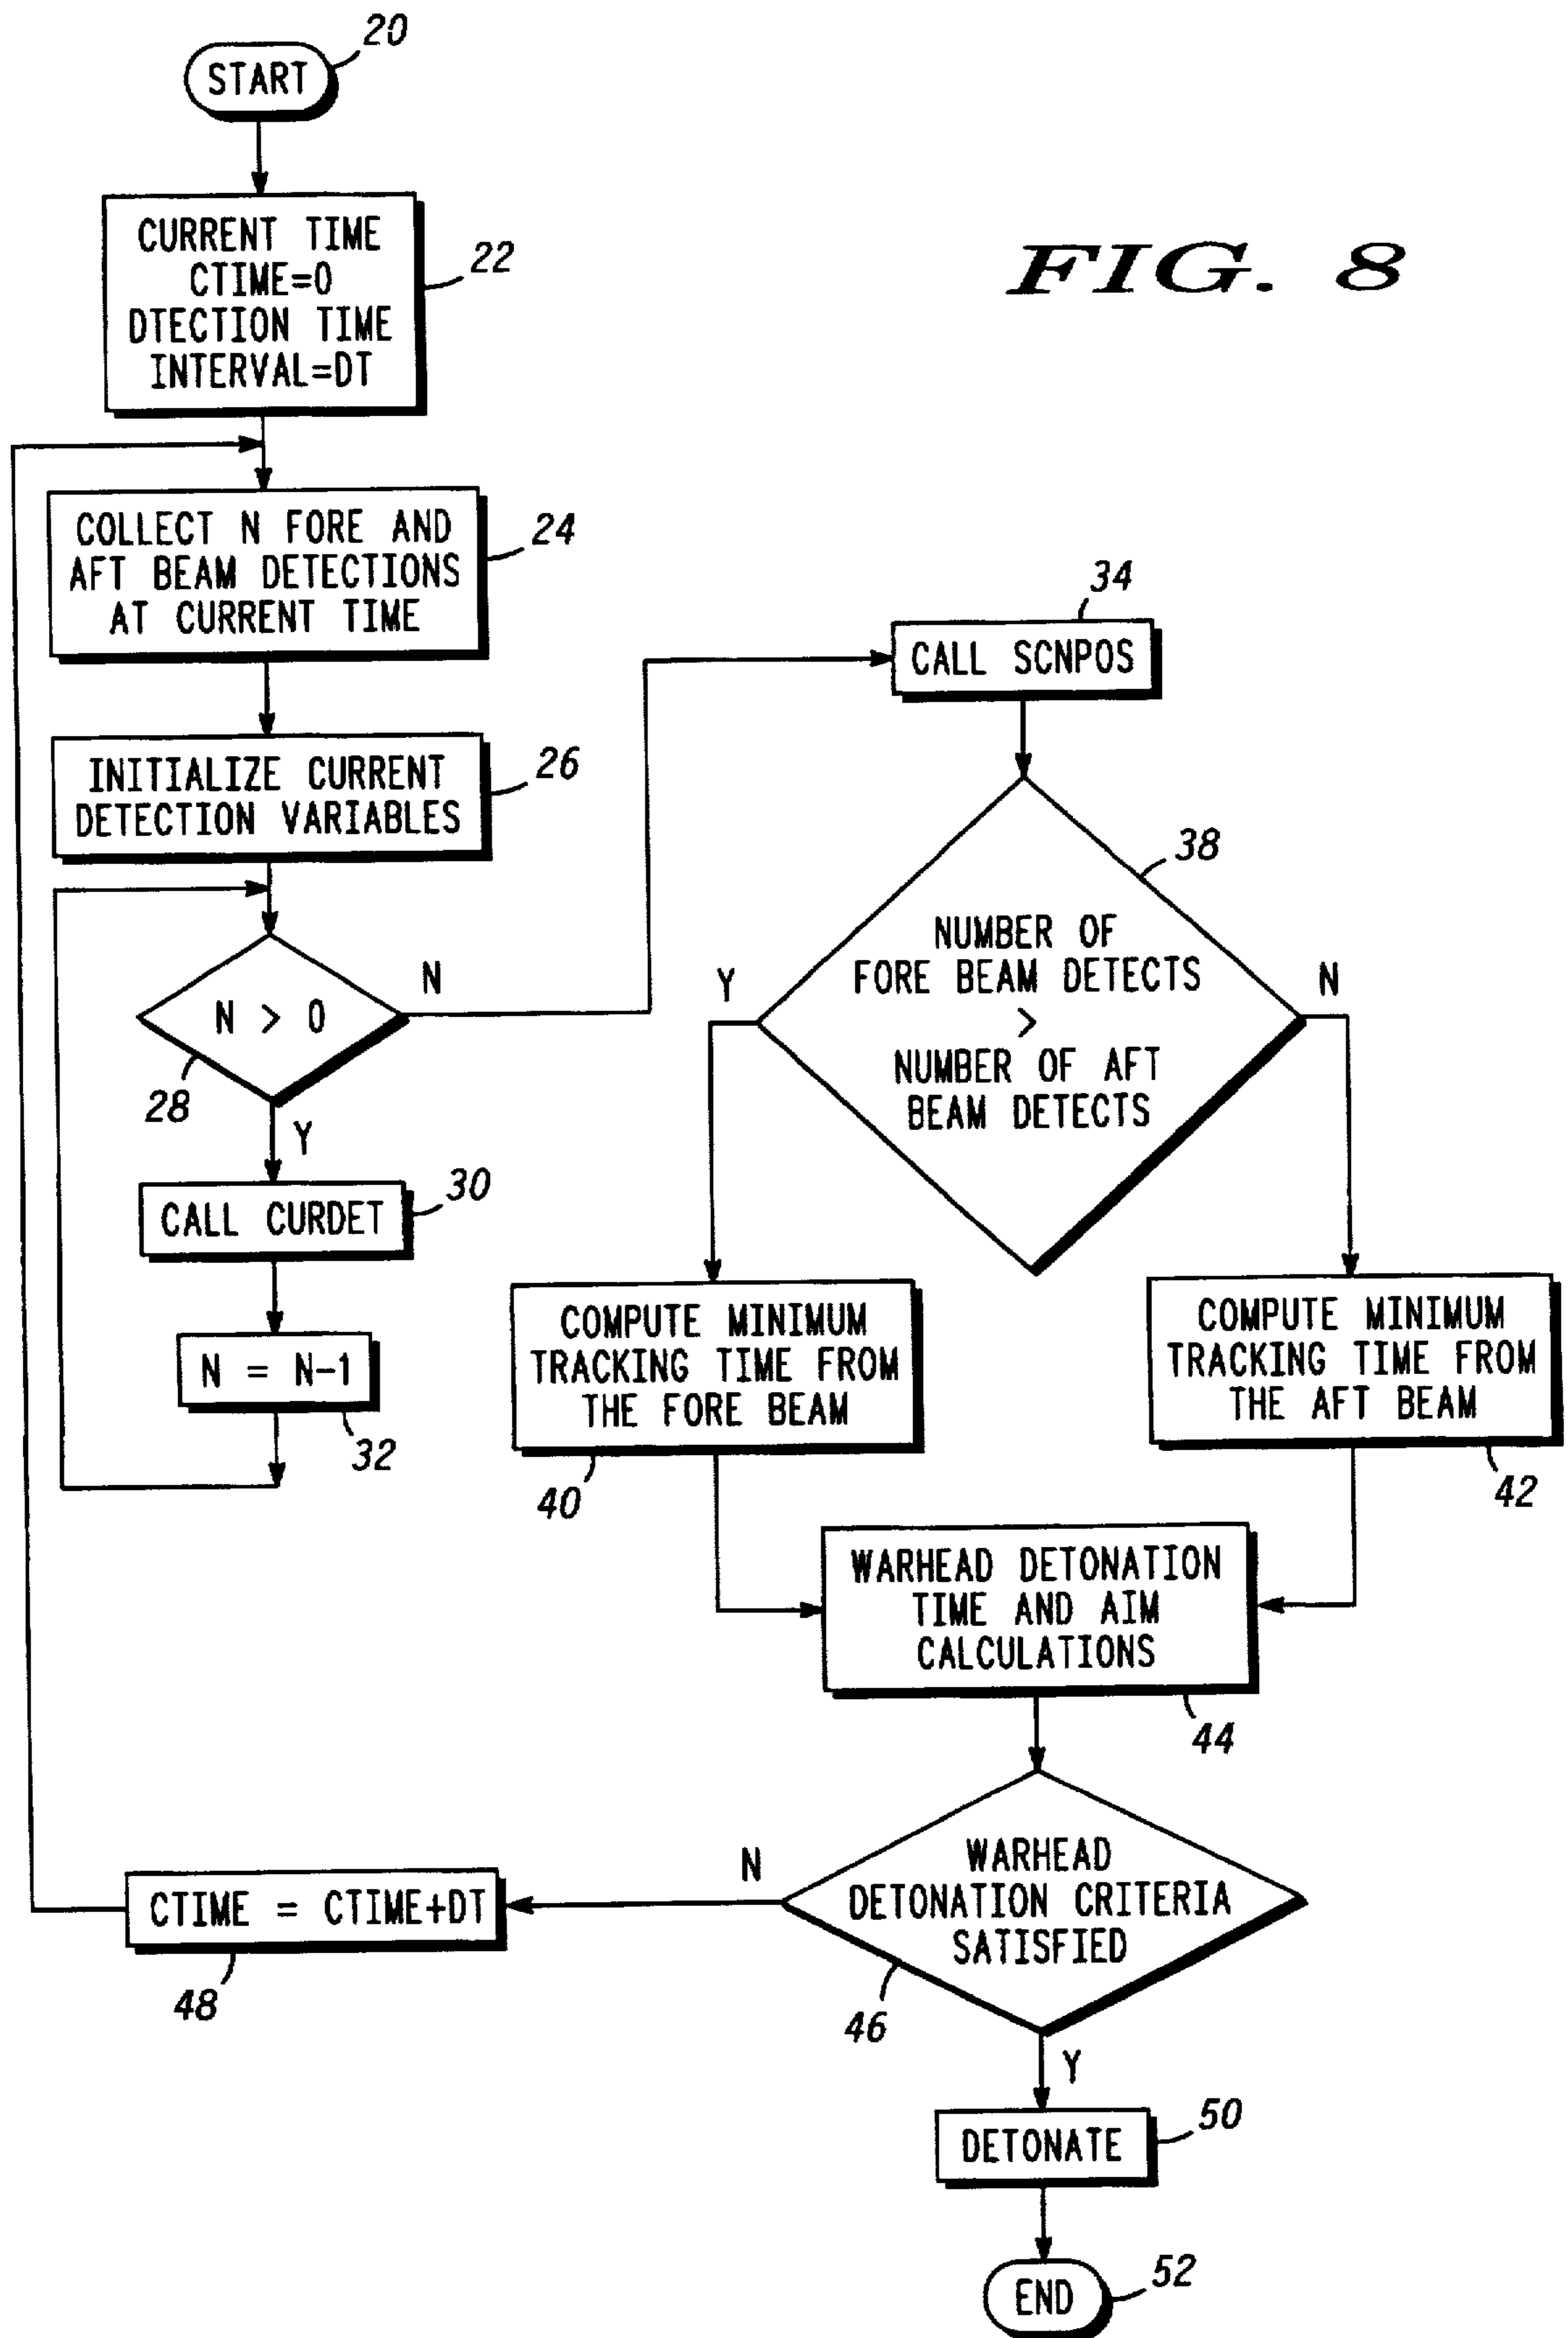 20
START
CURRENT TIME
CTIME=0
DTECTION TIME
INTERVAL=DT
22
FIG. 8
COLLECT N FORE AND
AFT BEAM DETECTIONS
AT CURRENT TIME
24
INITIALIZE CURRENT
DETECTION VARIABLES
26
N > 0
N
28
Y
CALL CURDET
30
N = N-1
32
34
CALL SCNPOS
38
NUMBER OF
FORE BEAM DETECTS
>
NUMBER OF AFT
BEAM DETECTS
Y
N
COMPUTE MINIMUM
TRACKING TIME FROM
THE FORE BEAM
40
COMPUTE MINIMUM
TRACKING TIME FROM
THE AFT BEAM
42
WARHEAD DETONATION
TIME AND AIM
CALCULATIONS
44
WARHEAD
DETONATION CRITERIA
SATISFIED
46
N
CTIME = CTIME+DT
48
Y
DETONATE
50
END
52